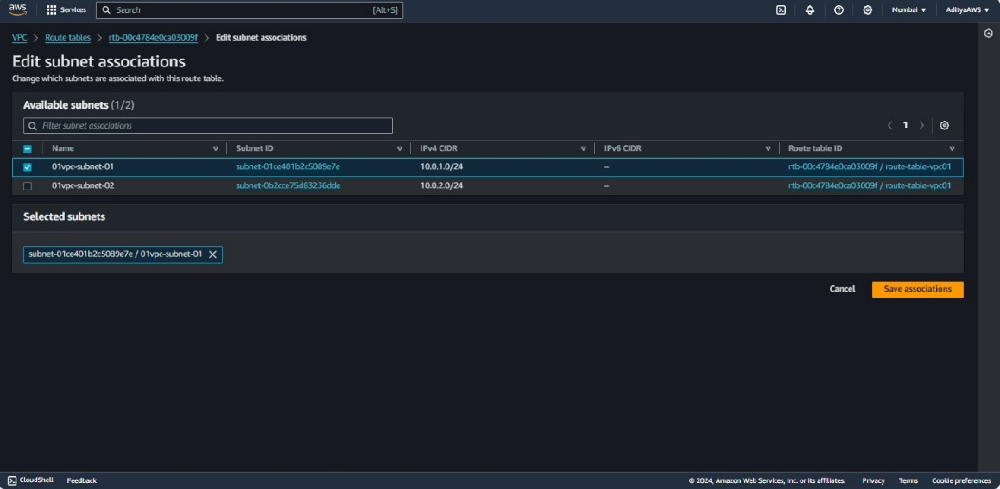 aws Services Search [Alt+S] Mumbai AdityaAWS
VPC > Route tables > rtb-00c4784e0ca03009f > Edit subnet associations
Edit subnet associations
Change which subnets are associated with this route table.
Available subnets (1/2)
Filter subnet associations 1
Name Subnet ID IPv4 CIDR IPv6 CIDR Route table ID
01vpc-subnet-01 subnet-01ce401b2c5089e7e 10.0.1.0/24 – rtb-00c4784e0ca03009f / route-table-vpc01
01vpc-subnet-02 subnet-0b2cce75d83236dde 10.0.2.0/24 – rtb-00c4784e0ca03009f / route-table-vpc01
Selected subnets
subnet-01ce401b2c5089e7e / 01vpc-subnet-01
Cancel Save associations
CloudShell Feedback © 2024, Amazon Web Services, Inc. or its affiliates. Privacy Terms Cookie preferences